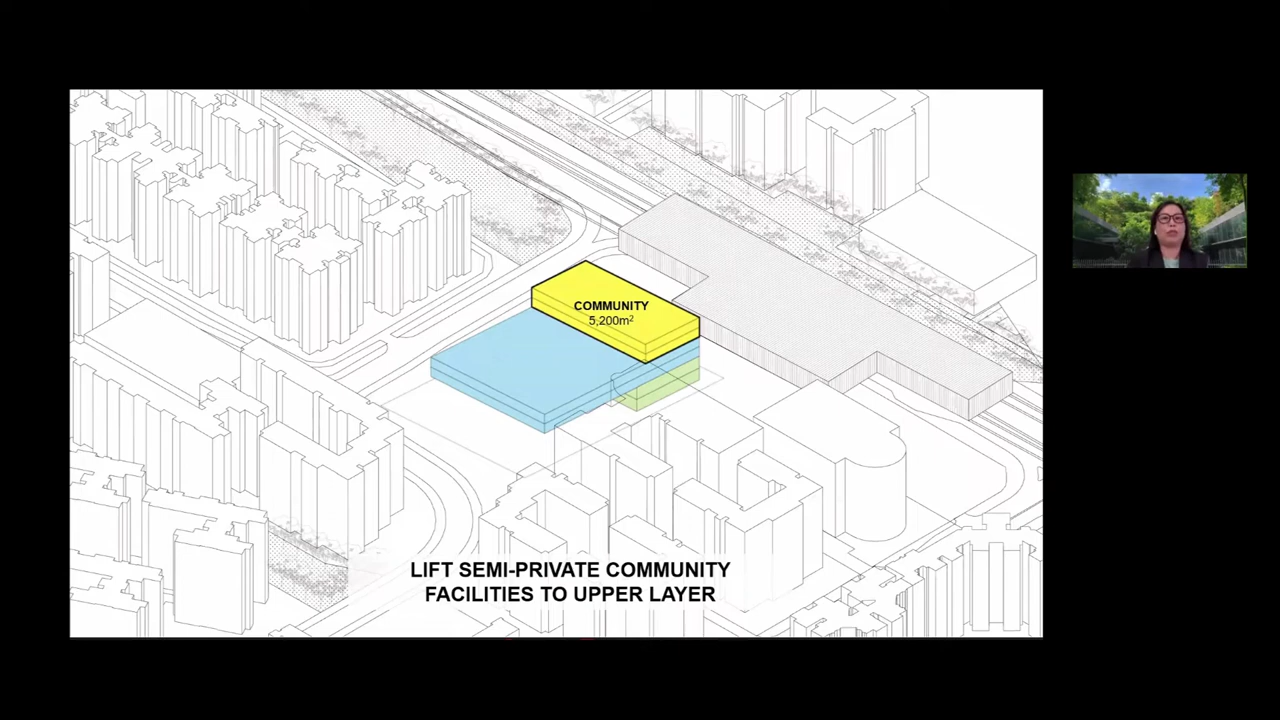 COMMUNITY
5,200m²
LIFT SEMI-PRIVATE COMMUNITY
FACILITIES TO UPPER LAYER